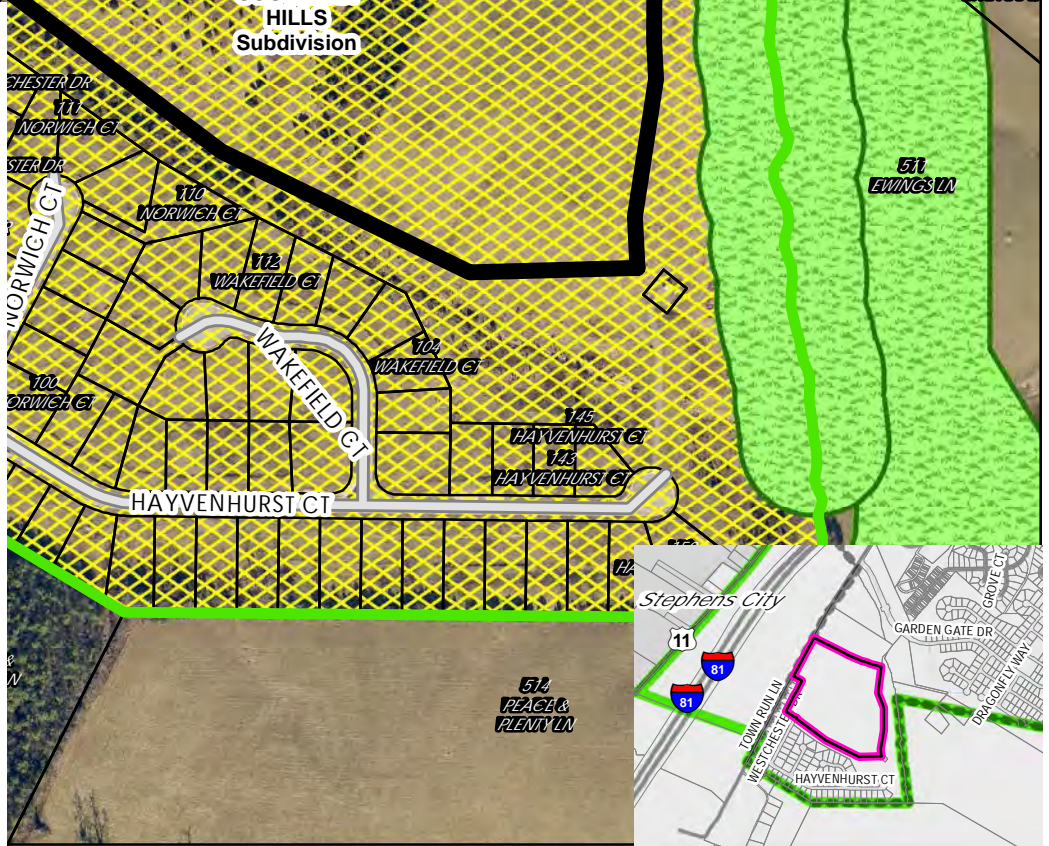 HILLS
Subdivision
CHESTER DR
111
NORWICH CT
STER DR
110
NORWICH CT
511
EWINGS LN
NORWICH CT
112
WAKEFIELD CT
WAKEFIELD CT
104
WAKEFIELD CT
100
ORWICH CT
145
HAYVENHURST CT
143
HAYVENHURST CT
HAYVENHURST CT
HA
514
PEACE &
PLENTY LN
&
N
Stephens City
11
81
81
GROVE CT
GARDEN GATE DR
DRAGONFLY WAY
TOWN RUN LN
WESTCHESTER DR
HAYVENHURST CT